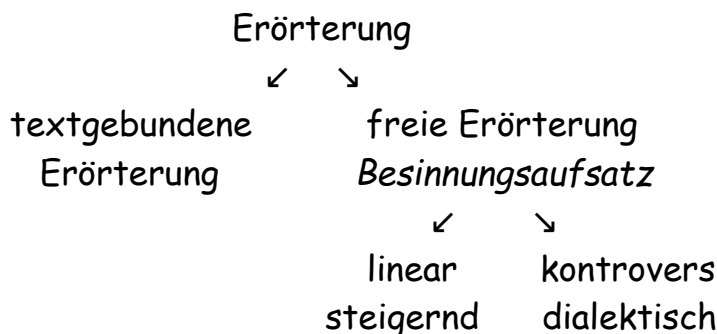 Erörterung
↙ ↘
textgebundene freie Erörterung
Erörterung Besinnungsaufsatz
↙ ↘
linear kontrovers
steigernd dialektisch